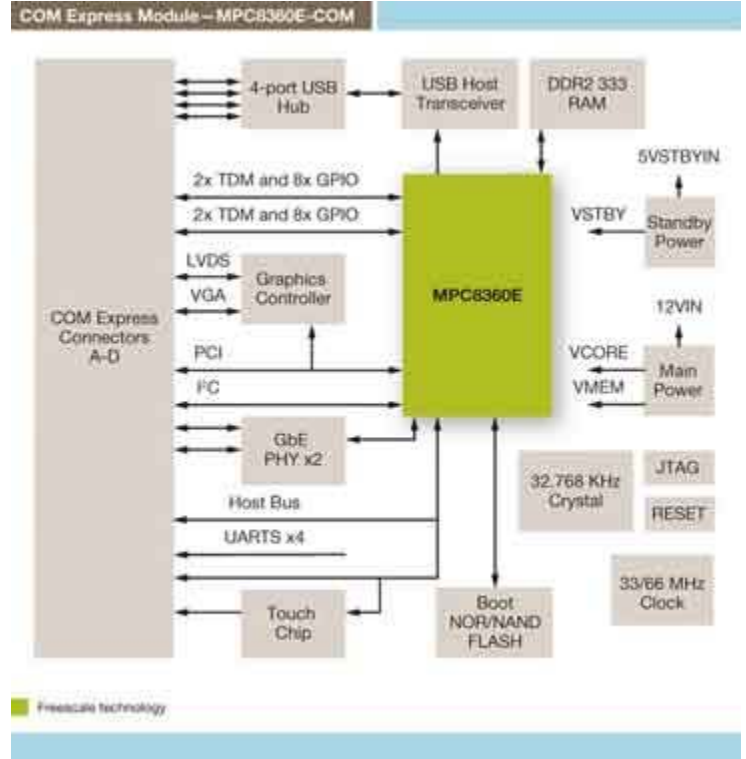 COM Express Module – MPC8360E-COM
4-port USB
Hub
USB Host
Transceiver
DDR2 333
RAM
5VSTBYIN
2x TDM and 8x GPIO
2x TDM and 8x GPIO
VSTBY
Standby
Power
LVDS
VGA
Graphics
Controller
MPC8360E
COM Express
Connectors
A-D
12VIN
PCI
I²C
VCORE
VMEM
Main
Power
GbE
PHY x2
32.768 KHz
Crystal
JTAG
RESET
Host Bus
UARTS x4
Touch
Chip
Boot
NOR/NAND
FLASH
33/66 MHz
Clock
Freescale technology